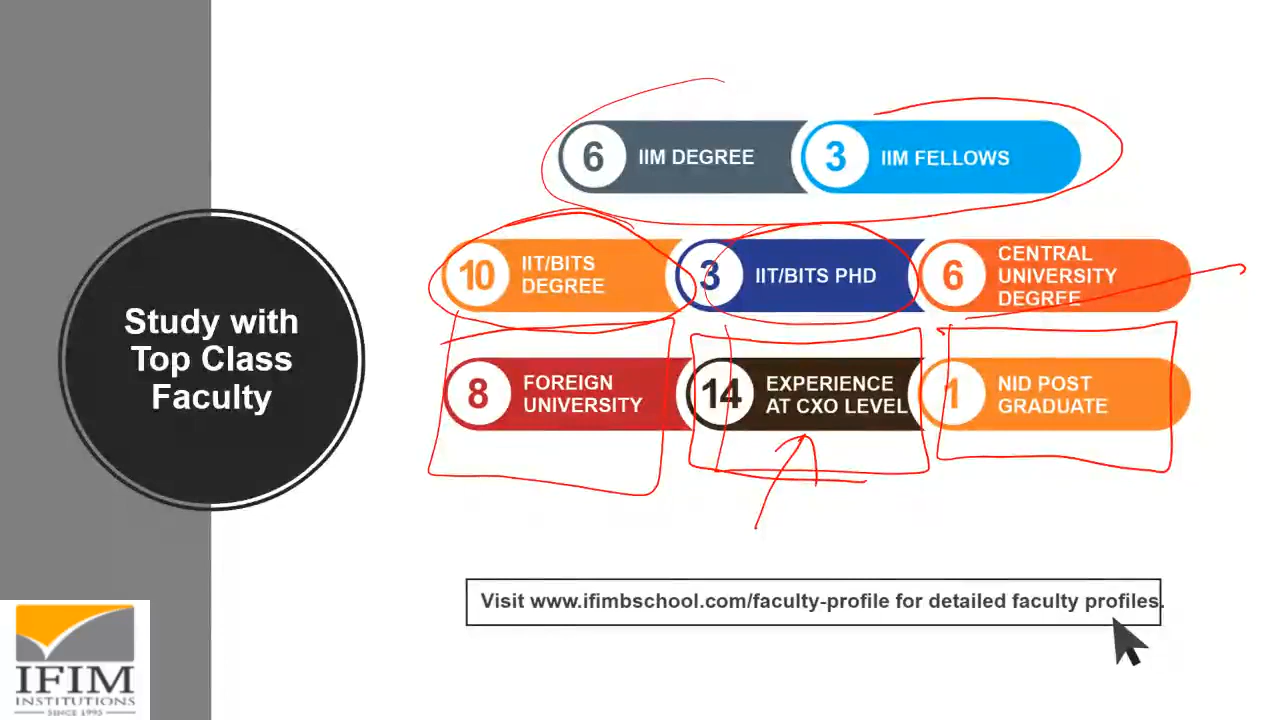 6 IIM DEGREE
3 IIM FELLOWS
10 IIT/BITS
DEGREE
3 IIT/BITS PHD
6 CENTRAL
UNIVERSITY
DEGREE
Study with
Top Class
Faculty
8 FOREIGN
UNIVERSITY
14 EXPERIENCE
AT CXO LEVEL
1 NID POST
GRADUATE
Visit www.ifimbschool.com/faculty-profile for detailed faculty profiles.
IFIM
INSTITUTIONS
SINCE 1995